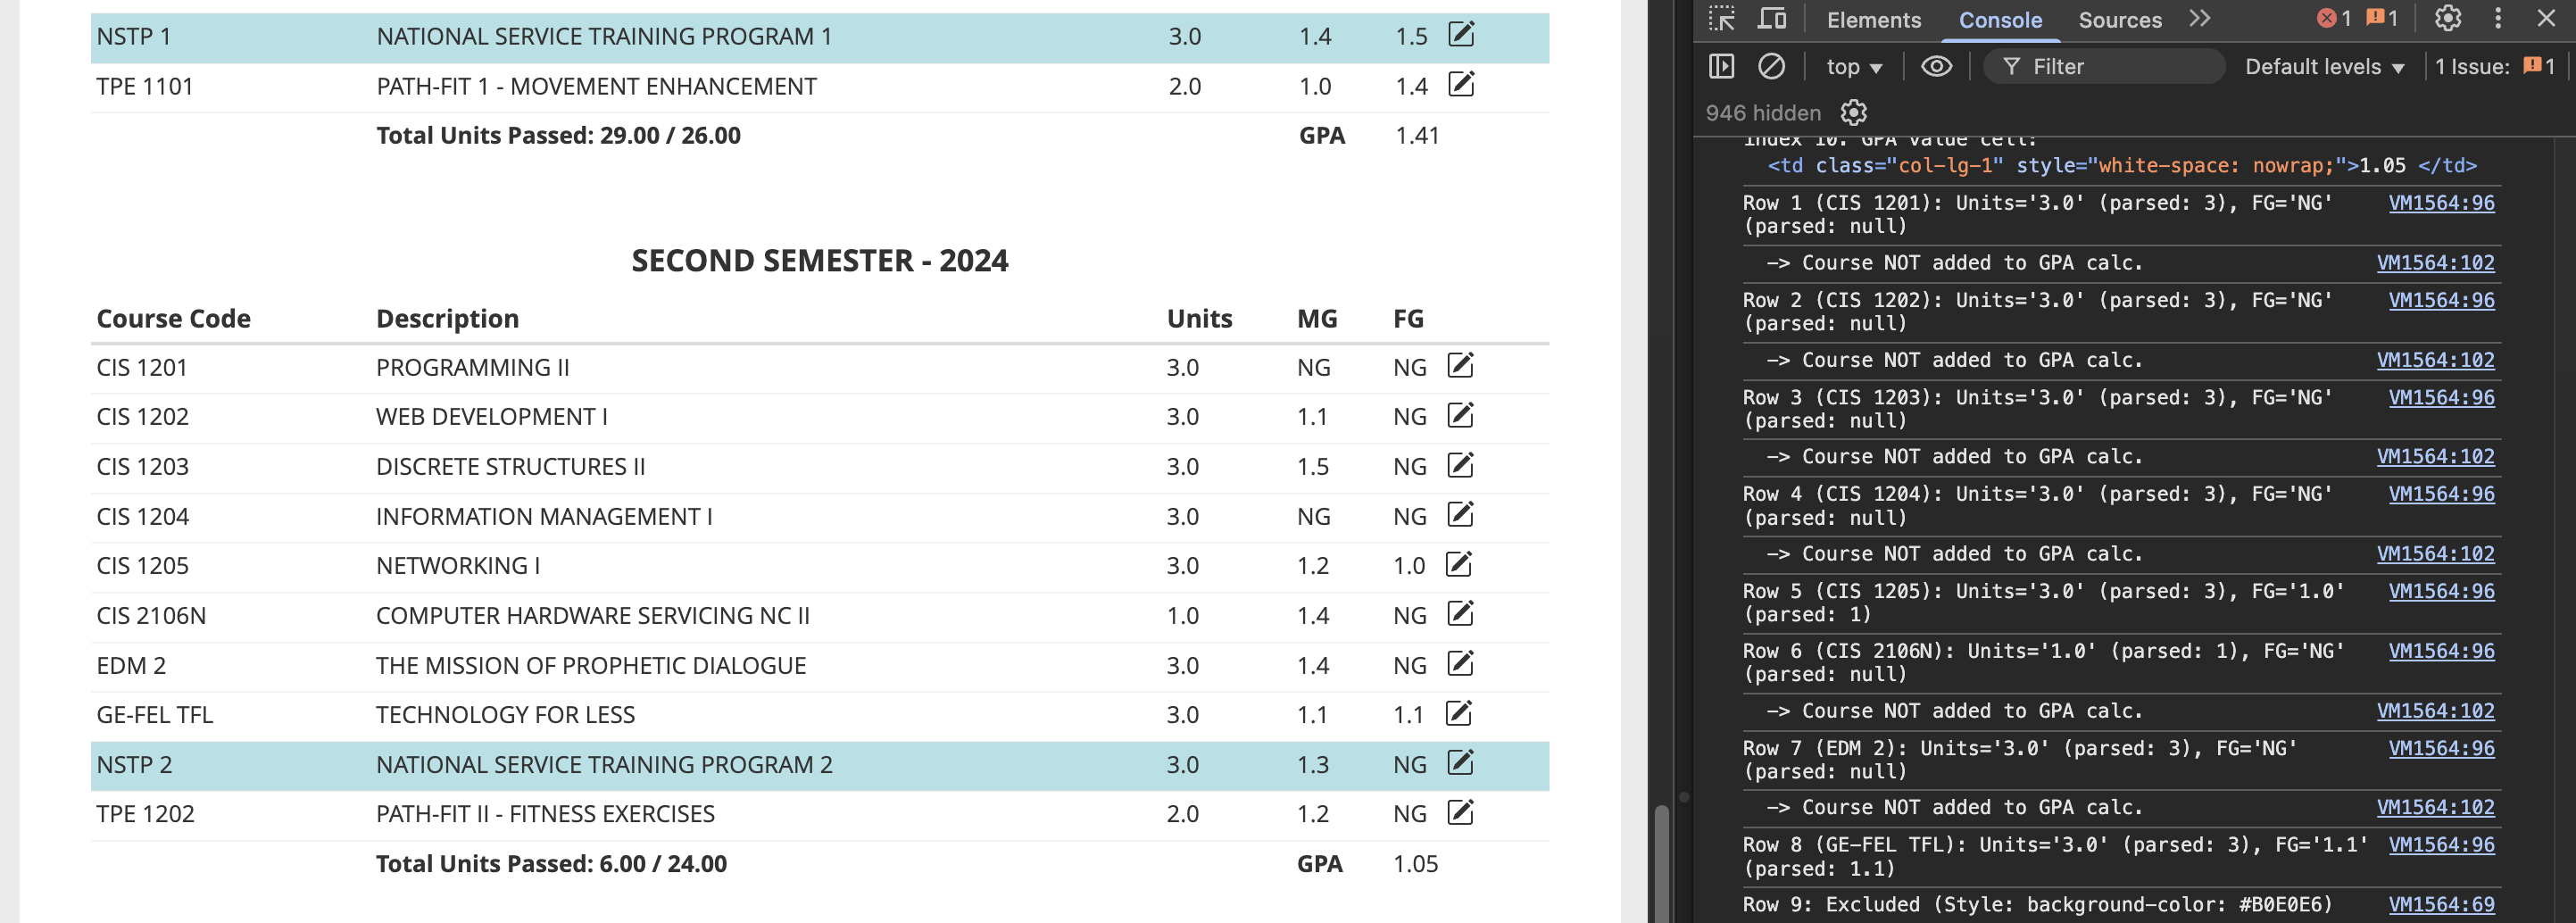 NSTP 1 NATIONAL SERVICE TRAINING PROGRAM 1 3.0 1.4 1.5
TPE 1101 PATH-FIT 1 - MOVEMENT ENHANCEMENT 2.0 1.0 1.4
Total Units Passed: 29.00 / 26.00 GPA 1.41
SECOND SEMESTER - 2024
Course Code Description Units MG FG
CIS 1201 PROGRAMMING II 3.0 NG NG
CIS 1202 WEB DEVELOPMENT I 3.0 1.1 NG
CIS 1203 DISCRETE STRUCTURES II 3.0 1.5 NG
CIS 1204 INFORMATION MANAGEMENT I 3.0 NG NG
CIS 1205 NETWORKING I 3.0 1.2 1.0
CIS 2106N COMPUTER HARDWARE SERVICING NC II 1.0 1.4 NG
EDM 2 THE MISSION OF PROPHETIC DIALOGUE 3.0 1.4 NG
GE-FEL TFL TECHNOLOGY FOR LESS 3.0 1.1 1.1
NSTP 2 NATIONAL SERVICE TRAINING PROGRAM 2 3.0 1.3 NG
TPE 1202 PATH-FIT II - FITNESS EXERCISES 2.0 1.2 NG
Total Units Passed: 6.00 / 24.00 GPA 1.05
Elements Console Sources 1 1
top Filter Default levels 1 Issue: 1
946 hidden
index 10. GPA value cell:
<td class="col-lg-1" style="white-space: nowrap;">1.05 </td>
Row 1 (CIS 1201): Units='3.0' (parsed: 3), FG='NG' VM1564:96
(parsed: null)
-> Course NOT added to GPA calc. VM1564:102
Row 2 (CIS 1202): Units='3.0' (parsed: 3), FG='NG' VM1564:96
(parsed: null)
-> Course NOT added to GPA calc. VM1564:102
Row 3 (CIS 1203): Units='3.0' (parsed: 3), FG='NG' VM1564:96
(parsed: null)
-> Course NOT added to GPA calc. VM1564:102
Row 4 (CIS 1204): Units='3.0' (parsed: 3), FG='NG' VM1564:96
(parsed: null)
-> Course NOT added to GPA calc. VM1564:102
Row 5 (CIS 1205): Units='3.0' (parsed: 3), FG='1.0' VM1564:96
(parsed: 1)
Row 6 (CIS 2106N): Units='1.0' (parsed: 1), FG='NG' VM1564:96
(parsed: null)
-> Course NOT added to GPA calc. VM1564:102
Row 7 (EDM 2): Units='3.0' (parsed: 3), FG='NG' VM1564:96
(parsed: null)
-> Course NOT added to GPA calc. VM1564:102
Row 8 (GE-FEL TFL): Units='3.0' (parsed: 3), FG='1.1' VM1564:96
(parsed: 1.1)
Row 9: Excluded (Style: background-color: #B0E0E6) VM1564:69